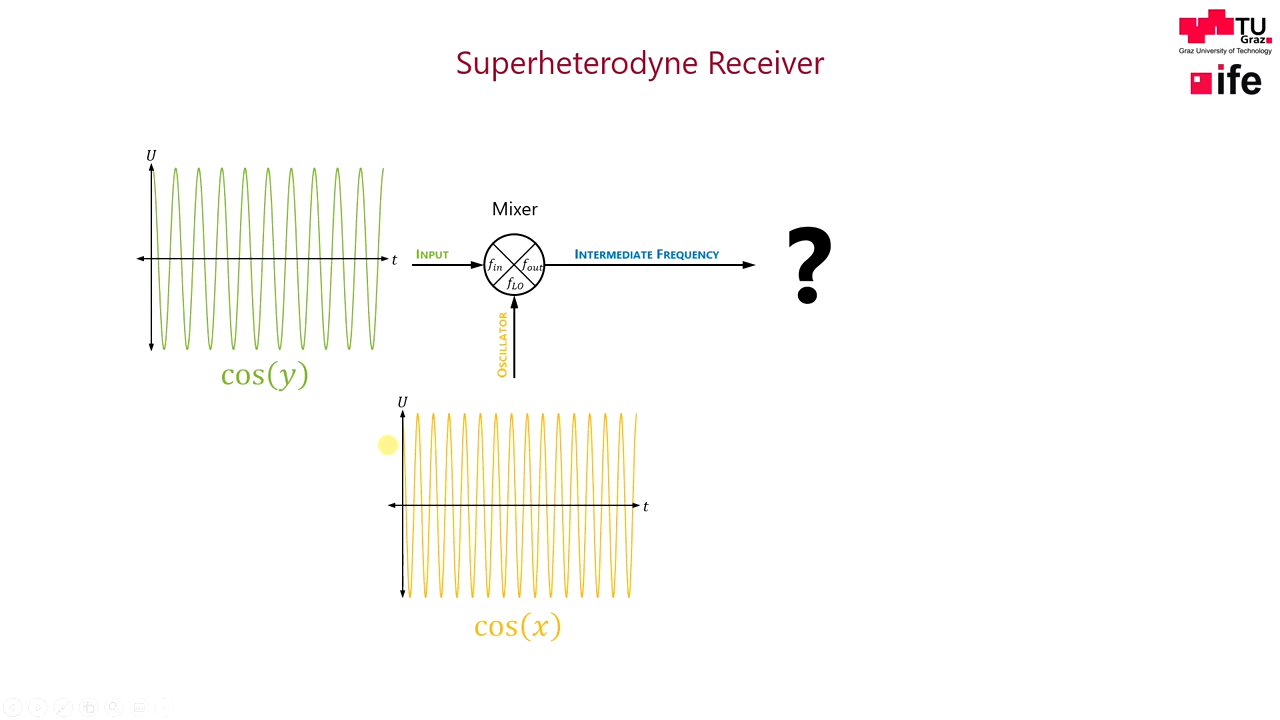 TU
Graz
Graz University of Technology
ife
Superheterodyne Receiver
U
t
cos(y)
Mixer
INPUT
f_in
f_out
f_LO
INTERMEDIATE FREQUENCY
?
OSCILLATOR
U
t
cos(x)